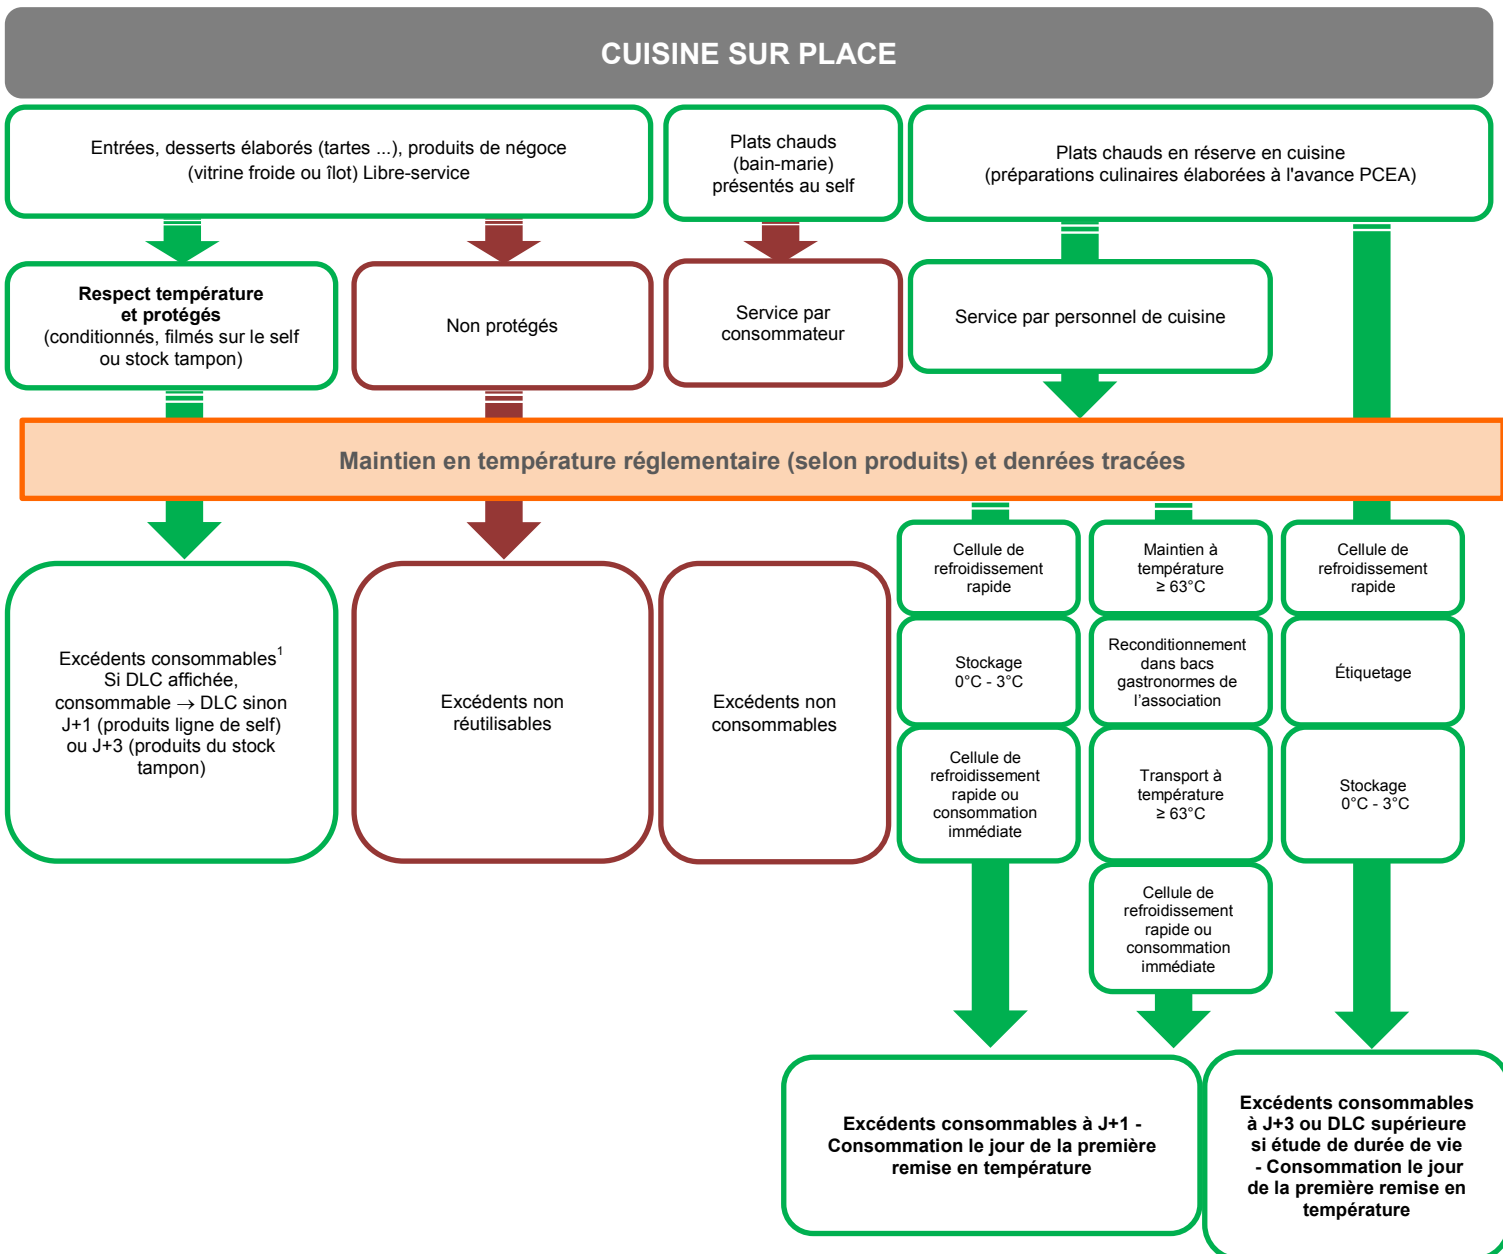 CUISINE SUR PLACE
Entrées, desserts élaborés (tartes ...), produits de négoce
(vitrine froide ou îlot) Libre-service
Plats chauds
(bain-marie)
présentés au self
Plats chauds en réserve en cuisine
(préparations culinaires élaborées à l'avance PCEA)
Respect température
et protégés
(conditionnés, filmés sur le self
ou stock tampon)
Non protégés
Service par
consommateur
Service par personnel de cuisine
Maintien en température réglementaire (selon produits) et denrées tracées
Excédents consommables¹
Si DLC affichée,
consommable → DLC sinon
J+1 (produits ligne de self)
ou J+3 (produits du stock
tampon)
Excédents non
réutilisables
Excédents non
consommables
Cellule de
refroidissement
rapide
Stockage
0°C - 3°C
Cellule de
refroidissement
rapide ou
consommation
immédiate
Maintien à
température
≥ 63°C
Reconditionnement
dans bacs
gastronormes de
l'association
Transport à
température
≥ 63°C
Cellule de
refroidissement
rapide ou
consommation
immédiate
Cellule de
refroidissement
rapide
Étiquetage
Stockage
0°C - 3°C
Excédents consommables à J+1 -
Consommation le jour de la première
remise en température
Excédents consommables
à J+3 ou DLC supérieure
si étude de durée de vie
- Consommation le jour
de la première remise en
température